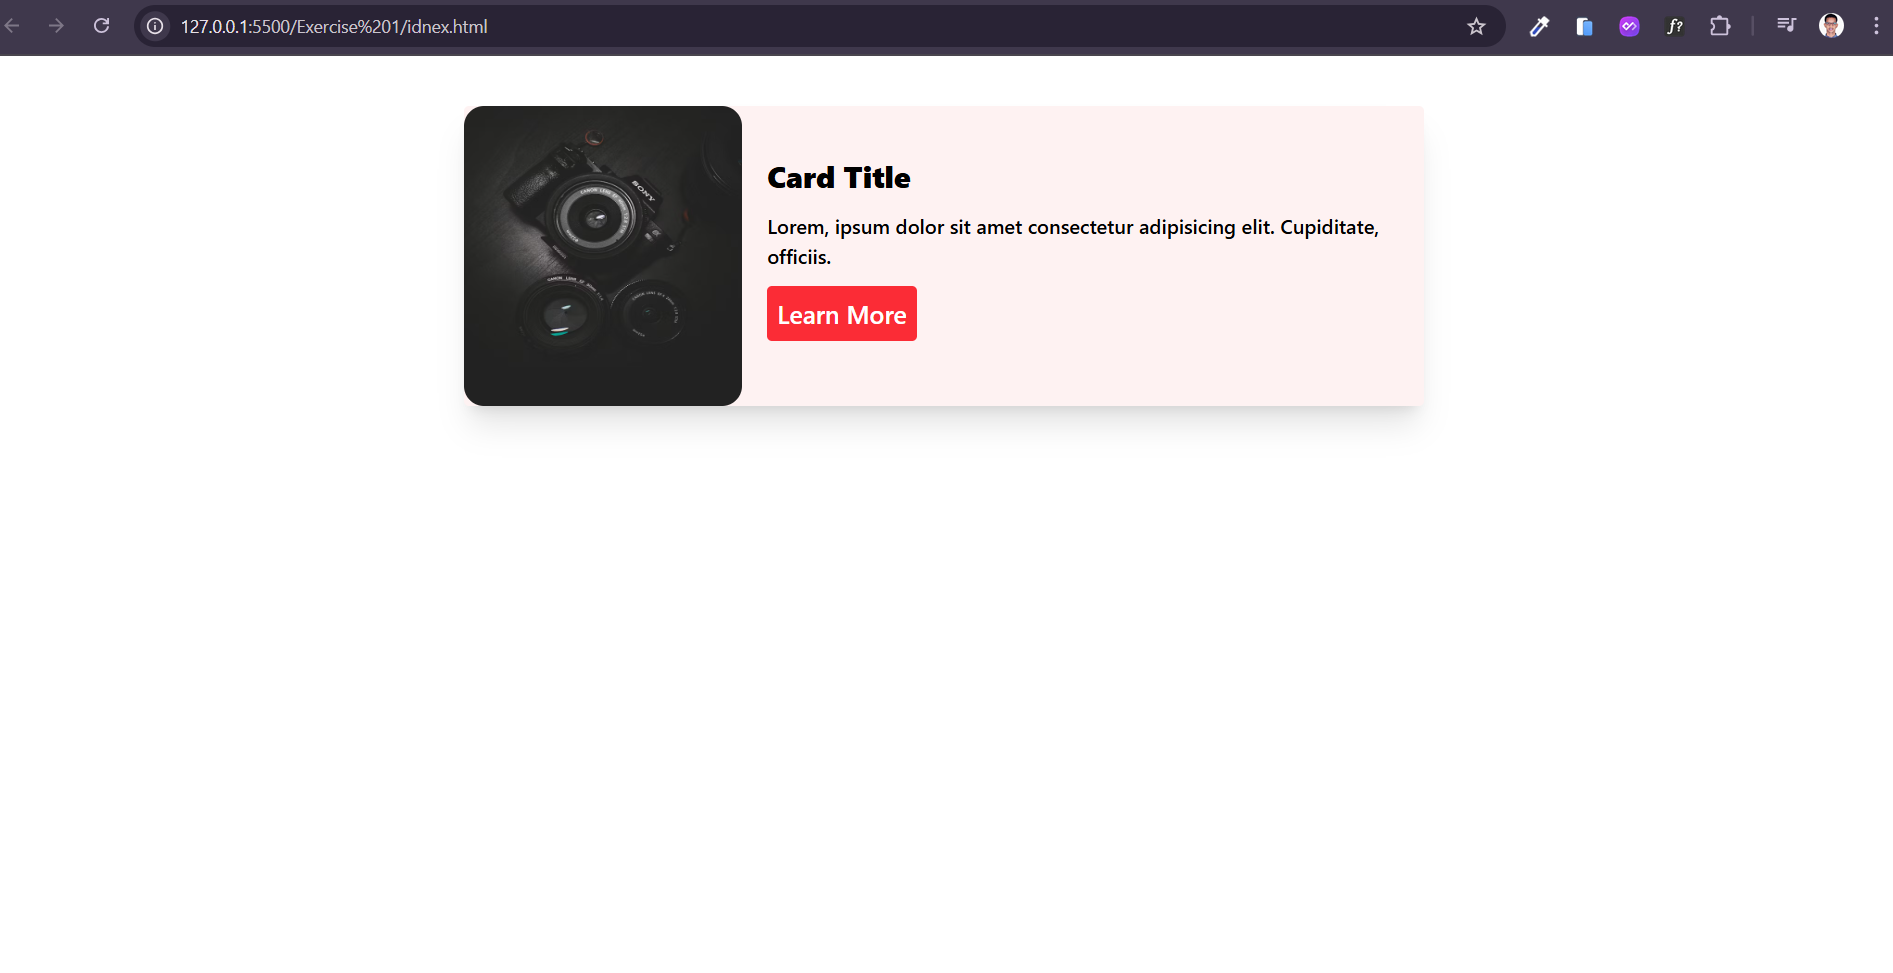 127.0.0.1:5500/Exercise%201/idnex.html
f?
SONY
Card Title
Lorem, ipsum dolor sit amet consectetur adipisicing elit. Cupiditate,
officiis.
Learn More